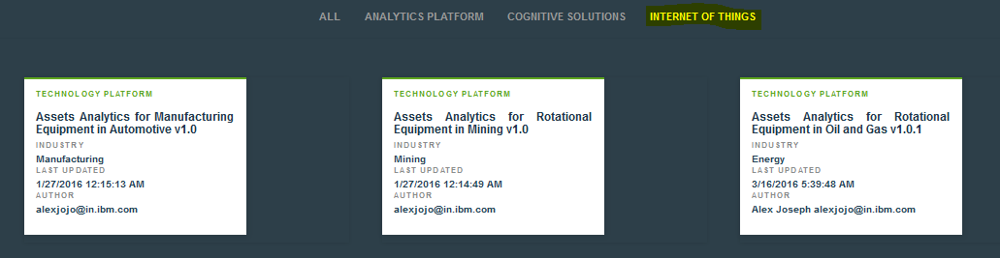 ALL ANALYTICS PLATFORM COGNITIVE SOLUTIONS INTERNET OF THINGS
TECHNOLOGY PLATFORM
Assets Analytics for Manufacturing
Equipment in Automotive v1.0
INDUSTRY
Manufacturing
LAST UPDATED
1/27/2016 12:15:13 AM
AUTHOR
alexjojo@in.ibm.com
TECHNOLOGY PLATFORM
Assets Analytics for Rotational
Equipment in Mining v1.0
INDUSTRY
Mining
LAST UPDATED
1/27/2016 12:14:49 AM
AUTHOR
alexjojo@in.ibm.com
TECHNOLOGY PLATFORM
Assets Analytics for Rotational
Equipment in Oil and Gas v1.0.1
INDUSTRY
Energy
LAST UPDATED
3/16/2016 5:39:48 AM
AUTHOR
Alex Joseph alexjojo@in.ibm.com